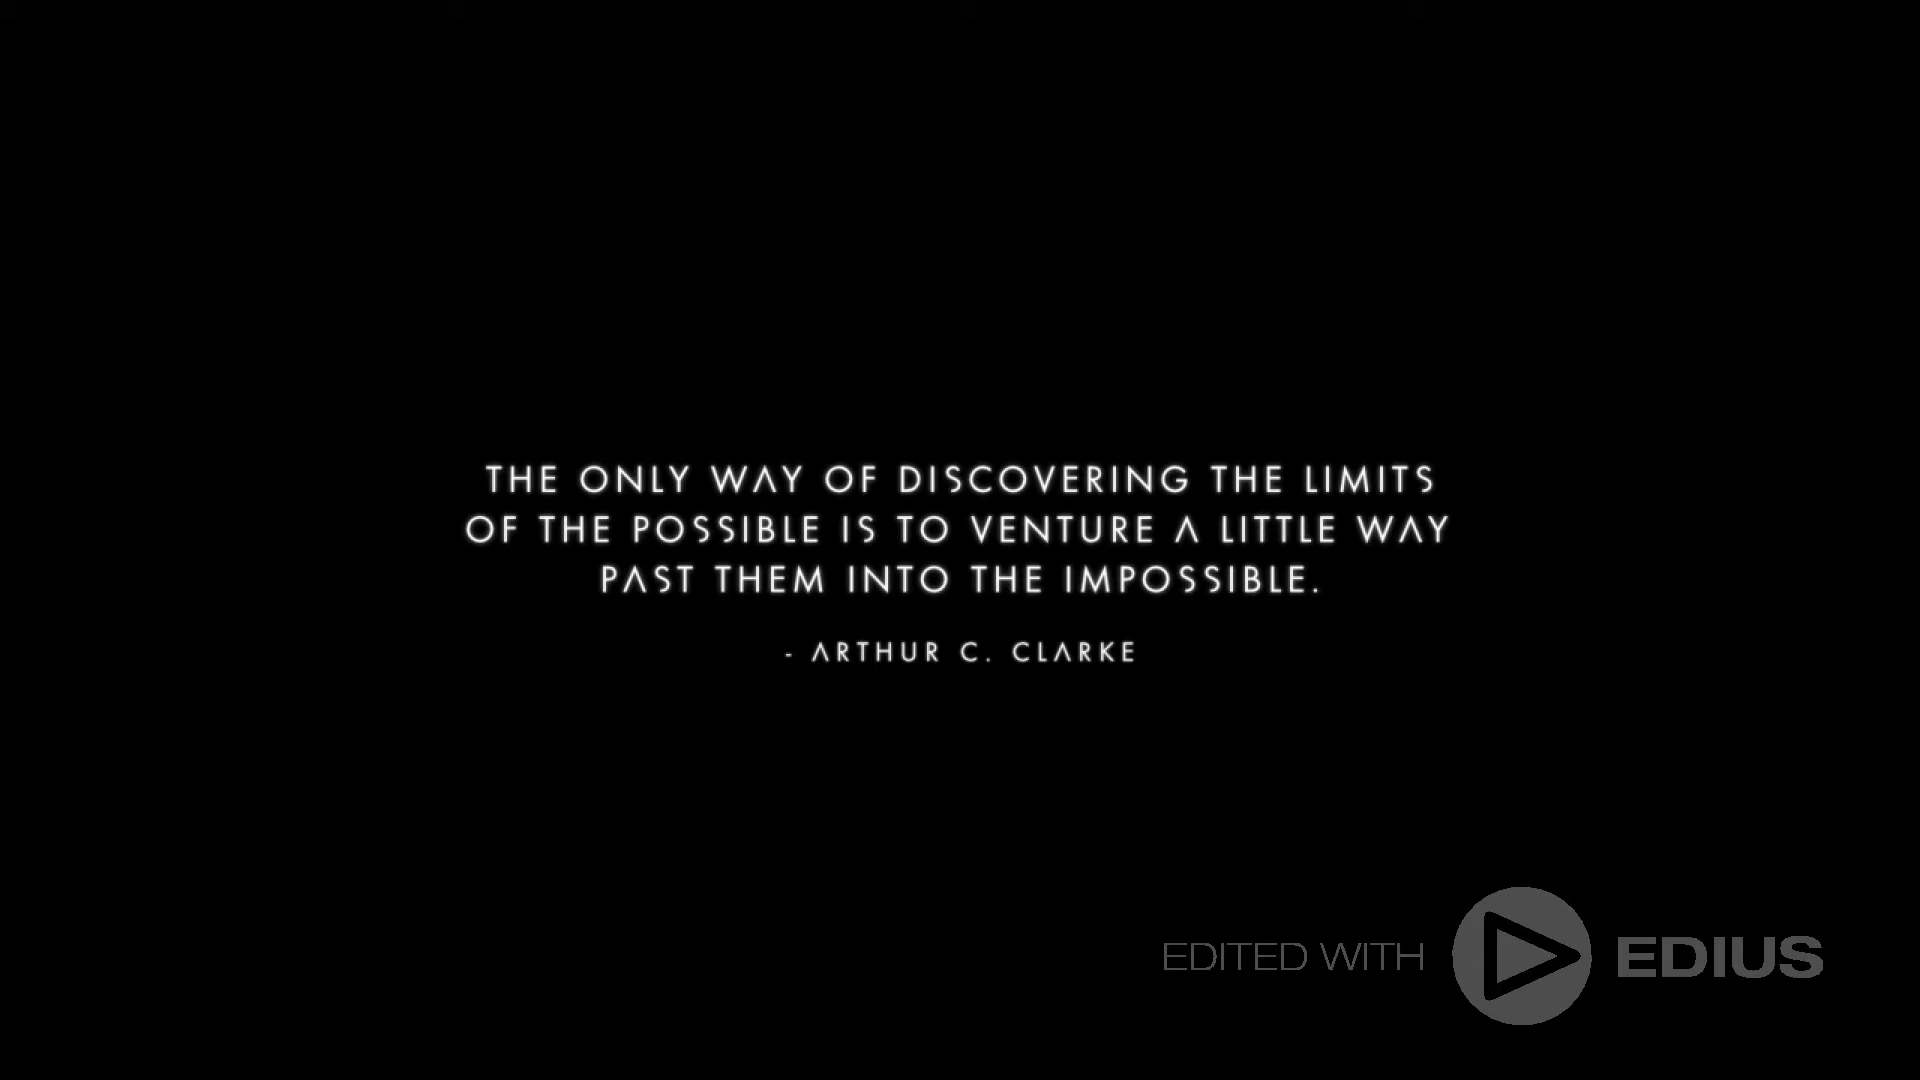 THE ONLY WAY OF DISCOVERING THE LIMITS
OF THE POSSIBLE IS TO VENTURE A LITTLE WAY
PAST THEM INTO THE IMPOSSIBLE.
- ARTHUR C. CLARKE
EDITED WITH EDIUS